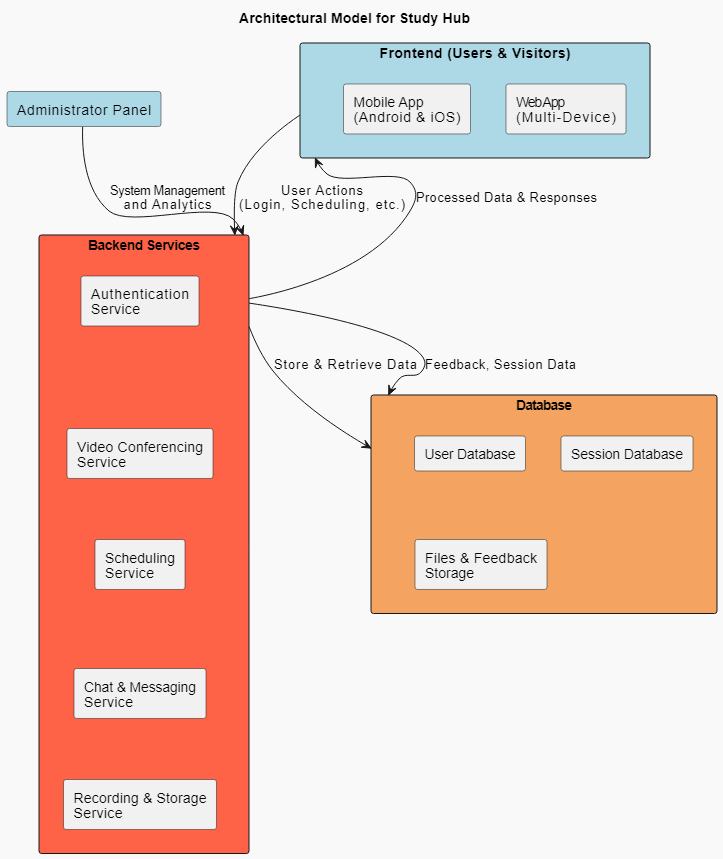 Architectural Model for Study Hub
Frontend (Users & Visitors)
Mobile App
(Android & iOS)
WebApp
(Multi-Device)
Administrator Panel
System Management
and Analytics
User Actions
(Login, Scheduling, etc.)
Processed Data & Responses
Backend Services
Authentication
Service
Video Conferencing
Service
Scheduling
Service
Chat & Messaging
Service
Recording & Storage
Service
Store & Retrieve Data
Feedback, Session Data
Database
User Database
Session Database
Files & Feedback
Storage